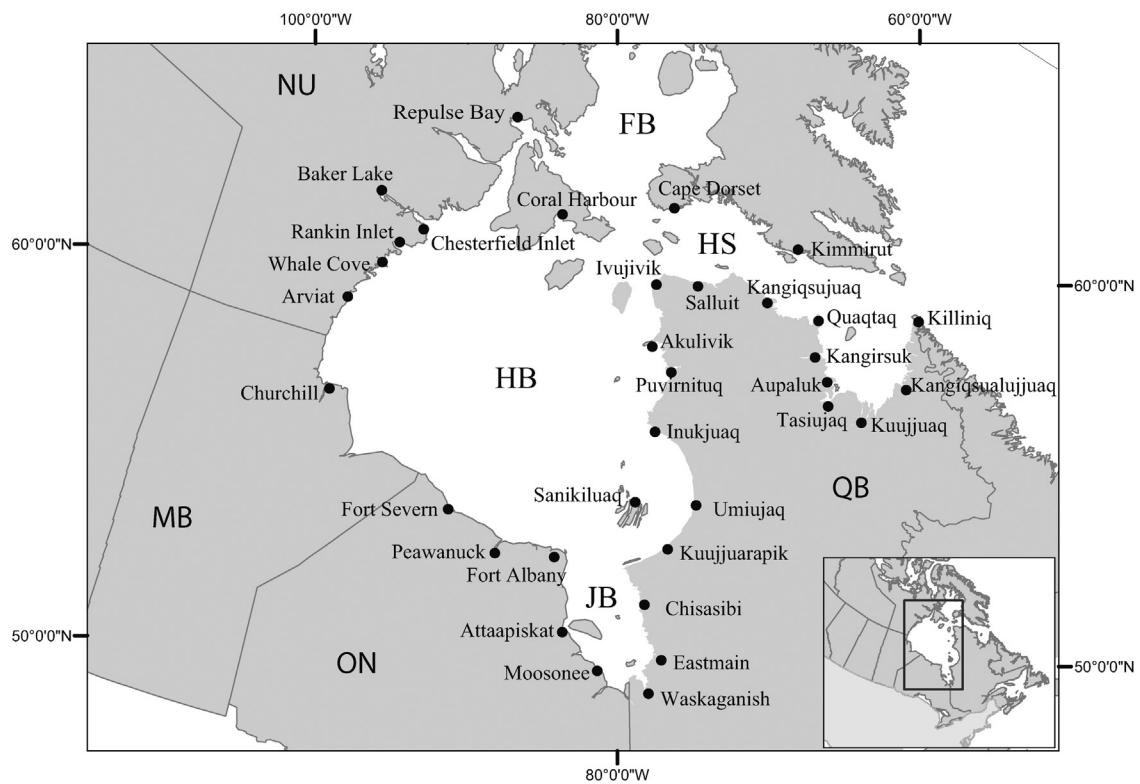 100°0'0"W
80°0'0"W
60°0'0"W
NU
Repulse Bay
FB
Baker Lake
Coral Harbour
Cape Dorset
Rankin Inlet
Chesterfield Inlet
HS
60°0'0"N
Kimmirut
Whale Cove
Ivujivik
Kangiqsujuaq
60°0'0"N
Arviat
Salluit
Quaqtaq
Killiniq
Akulivik
Kangirsuk
HB
Puvirnituq
Aupaluk
Kangiqsualujjuaq
Churchill
Tasiujaq
Kuujjuaq
Inukjuaq
QB
Sanikiluaq
Umiujaq
MB
Fort Severn
Peawanuck
Kuujjuarapik
Fort Albany
JB
Chisasibi
50°0'0"N
Attaapiskat
ON
Moosonee
Eastmain
50°0'0"N
Waskaganish
80°0'0"W